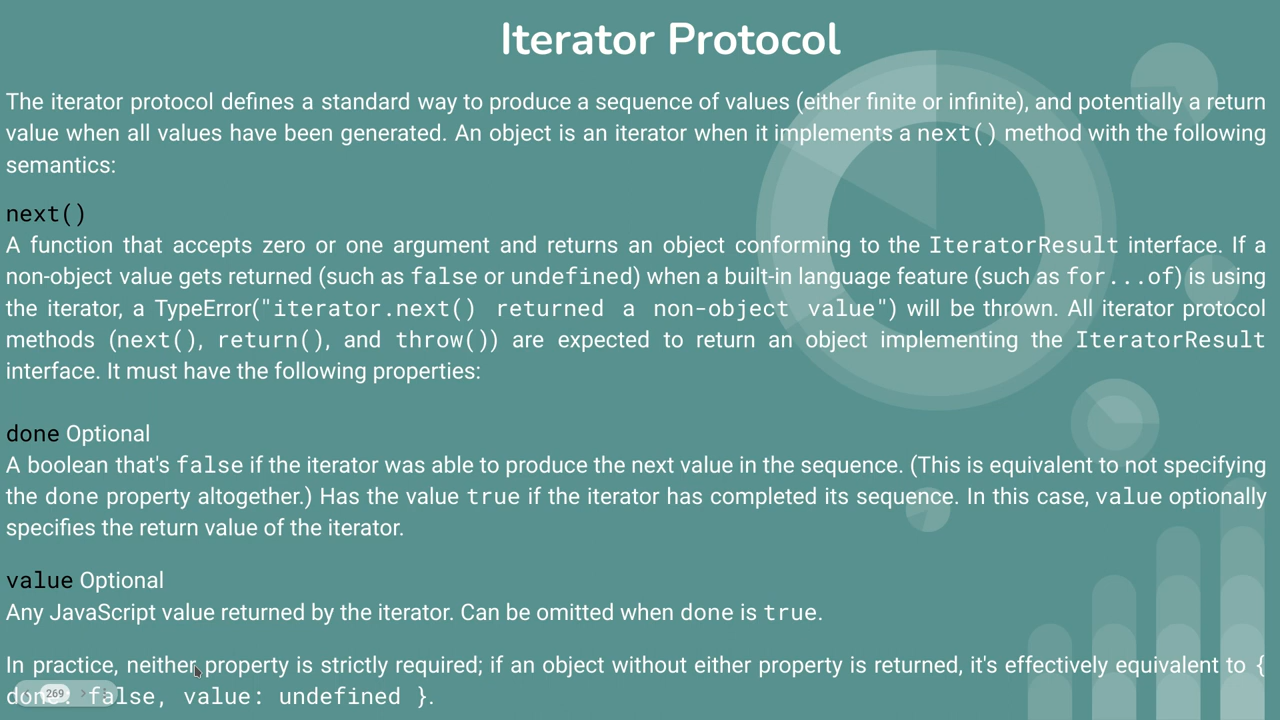 Iterator Protocol
The iterator protocol defines a standard way to produce a sequence of values (either finite or infinite), and potentially a return
value when all values have been generated. An object is an iterator when it implements a next() method with the following
semantics:
next()
A function that accepts zero or one argument and returns an object conforming to the IteratorResult interface. If a
non-object value gets returned (such as false or undefined) when a built-in language feature (such as for...of) is using
the iterator, a TypeError("iterator.next() returned a non-object value") will be thrown. All iterator protocol
methods (next(), return(), and throw()) are expected to return an object implementing the IteratorResult
interface. It must have the following properties:
done Optional
A boolean that's false if the iterator was able to produce the next value in the sequence. (This is equivalent to not specifying
the done property altogether.) Has the value true if the iterator has completed its sequence. In this case, value optionally
specifies the return value of the iterator.
value Optional
Any JavaScript value returned by the iterator. Can be omitted when done is true.
In practice, neither property is strictly required; if an object without either property is returned, it's effectively equivalent to {
done: false, value: undefined }.
269